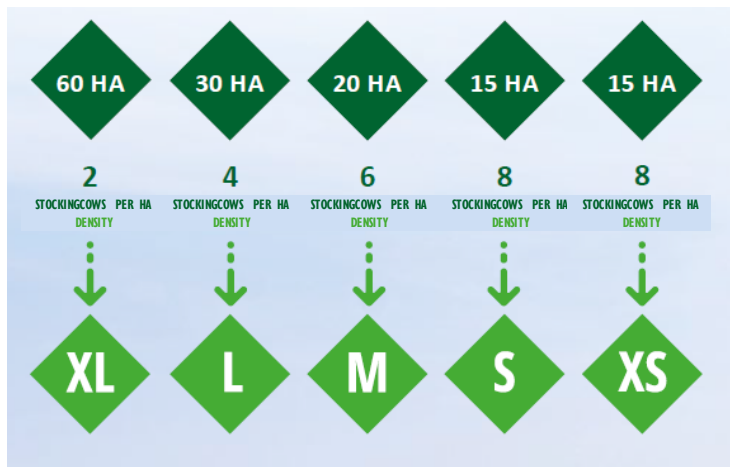 60 HA 30 HA 20 HA 15 HA 15 HA
2 4 6 8 8
STOCKINGCOWS PER HA STOCKINGCOWS PER HA STOCKINGCOWS PER HA STOCKINGCOWS PER HA STOCKINGCOWS PER HA
DENSITY DENSITY DENSITY DENSITY DENSITY
XL L M S XS